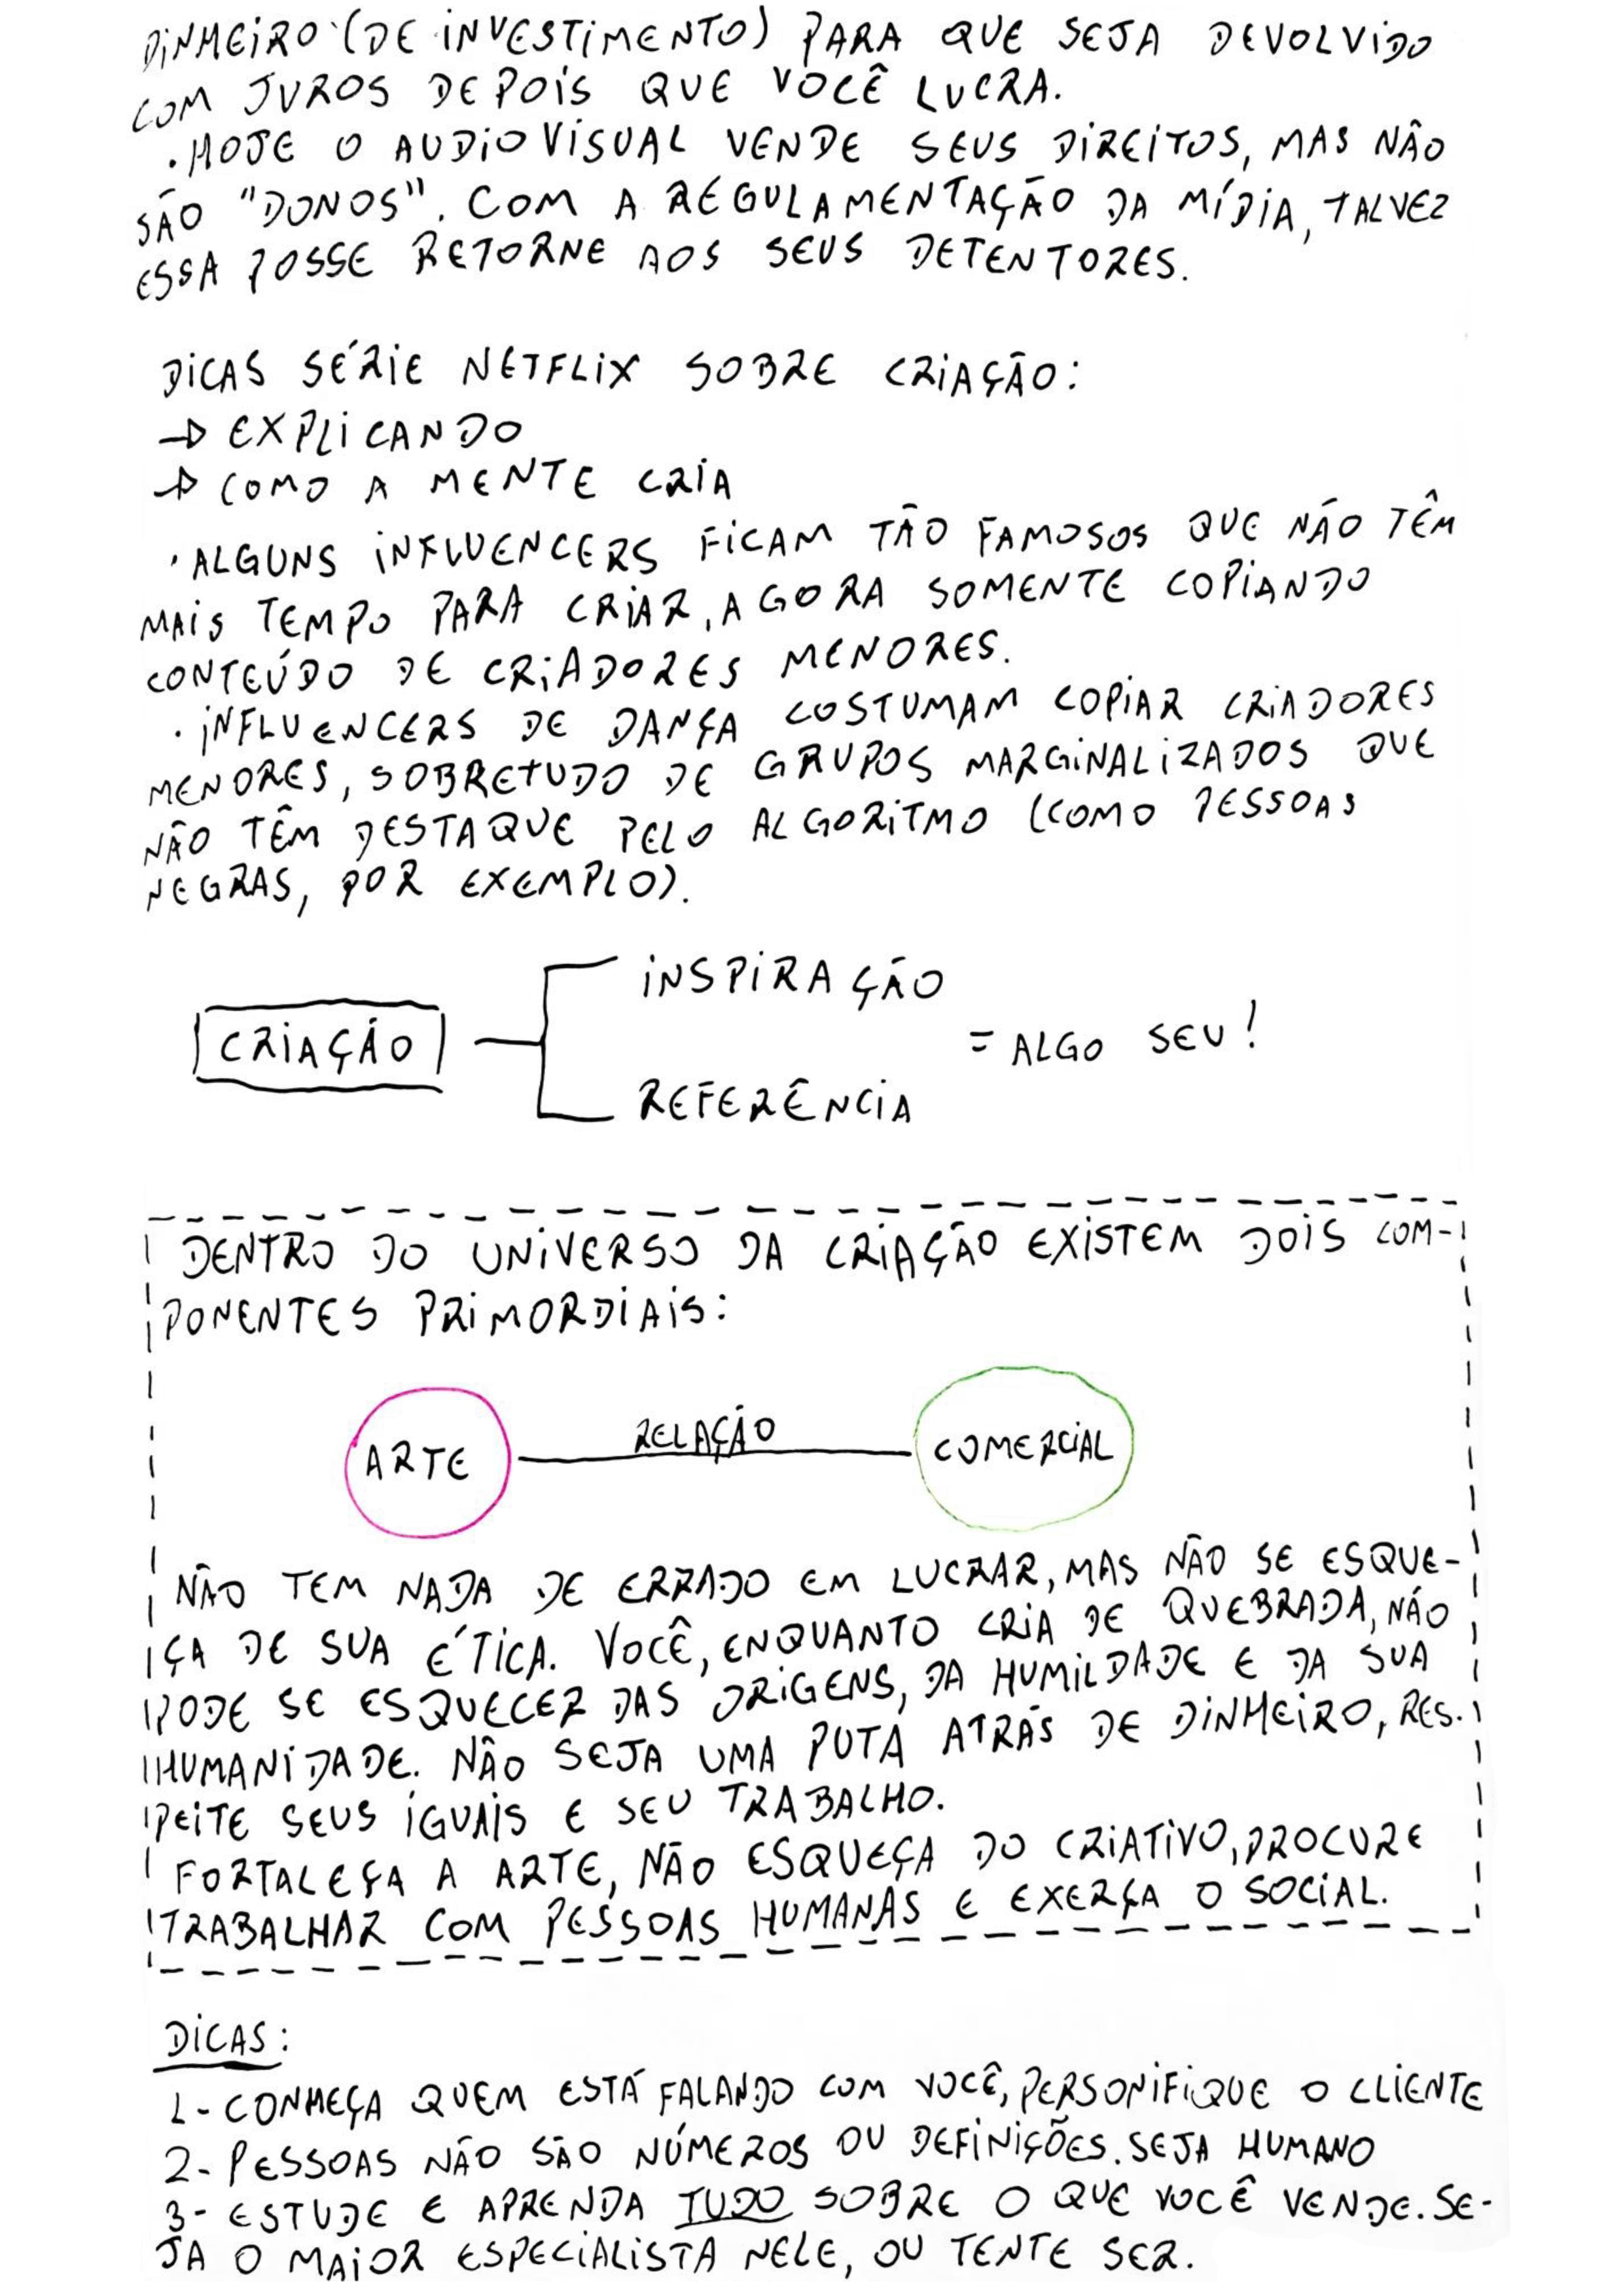 DINHEIRO (DE INVESTIMENTO) PARA QUE SEJA DEVOLVIDO
COM JUROS DEPOIS QUE VOCÊ LUCRA.
• HOJE O AUDIOVISUAL VENDE SEUS DIREITOS, MAS NÃO
SÃO "DONOS". COM A REGULAMENTAÇÃO DA MÍDIA, TALVEZ
ESSA POSSE RETORNE AOS SEUS DETENTORES.
DICAS SÉRIE NETFLIX SOBRE CRIAÇÃO:
→ EXPLICANDO
→ COMO A MENTE CRIA
• ALGUNS INFLUENCERS FICAM TÃO FAMOSOS QUE NÃO TÊM
MAIS TEMPO PARA CRIAR, AGORA SOMENTE COPIANDO
CONTEÚDO DE CRIADORES MENORES.
• INFLUENCERS DE DANÇA COSTUMAM COPIAR CRIADORES
MENORES, SOBRETUDO DE GRUPOS MARGINALIZADOS QUE
NÃO TÊM DESTAQUE PELO ALGORITMO (COMO PESSOAS
NEGRAS, POR EXEMPLO).
INSPIRAÇÃO
CRIAÇÃO = ALGO SEU!
REFERÊNCIA
DENTRO DO UNIVERSO DA CRIAÇÃO EXISTEM DOIS COM-
PONENTES PRIMORDIAIS:
ARTE RELAÇÃO COMERCIAL
NÃO TEM NADA DE ERRADO EM LUCRAR, MAS NÃO SE ESQUE-
ÇA DE SUA ÉTICA. VOCÊ, ENQUANTO CRIA DE QUEBRADA, NÃO
PODE SE ESQUECER DAS ORIGENS, DA HUMILDADE E DA SUA
HUMANIDADE. NÃO SEJA UMA PUTA ATRÁS DE DINHEIRO, RES-
PEITE SEUS IGUAIS E SEU TRABALHO.
FORTALEÇA A ARTE, NÃO ESQUEÇA DO CRIATIVO, PROCURE
TRABALHAR COM PESSOAS HUMANAS E EXERÇA O SOCIAL.
DICAS:
1- CONHEÇA QUEM ESTÁ FALANDO COM VOCÊ, PERSONIFIQUE O CLIENTE
2- PESSOAS NÃO SÃO NÚMEROS OU DEFINIÇÕES. SEJA HUMANO
3- ESTUDE E APRENDA TUDO SOBRE O QUE VOCÊ VENDE. SE-
JA O MAIOR ESPECIALISTA NELE, OU TENTE SER.